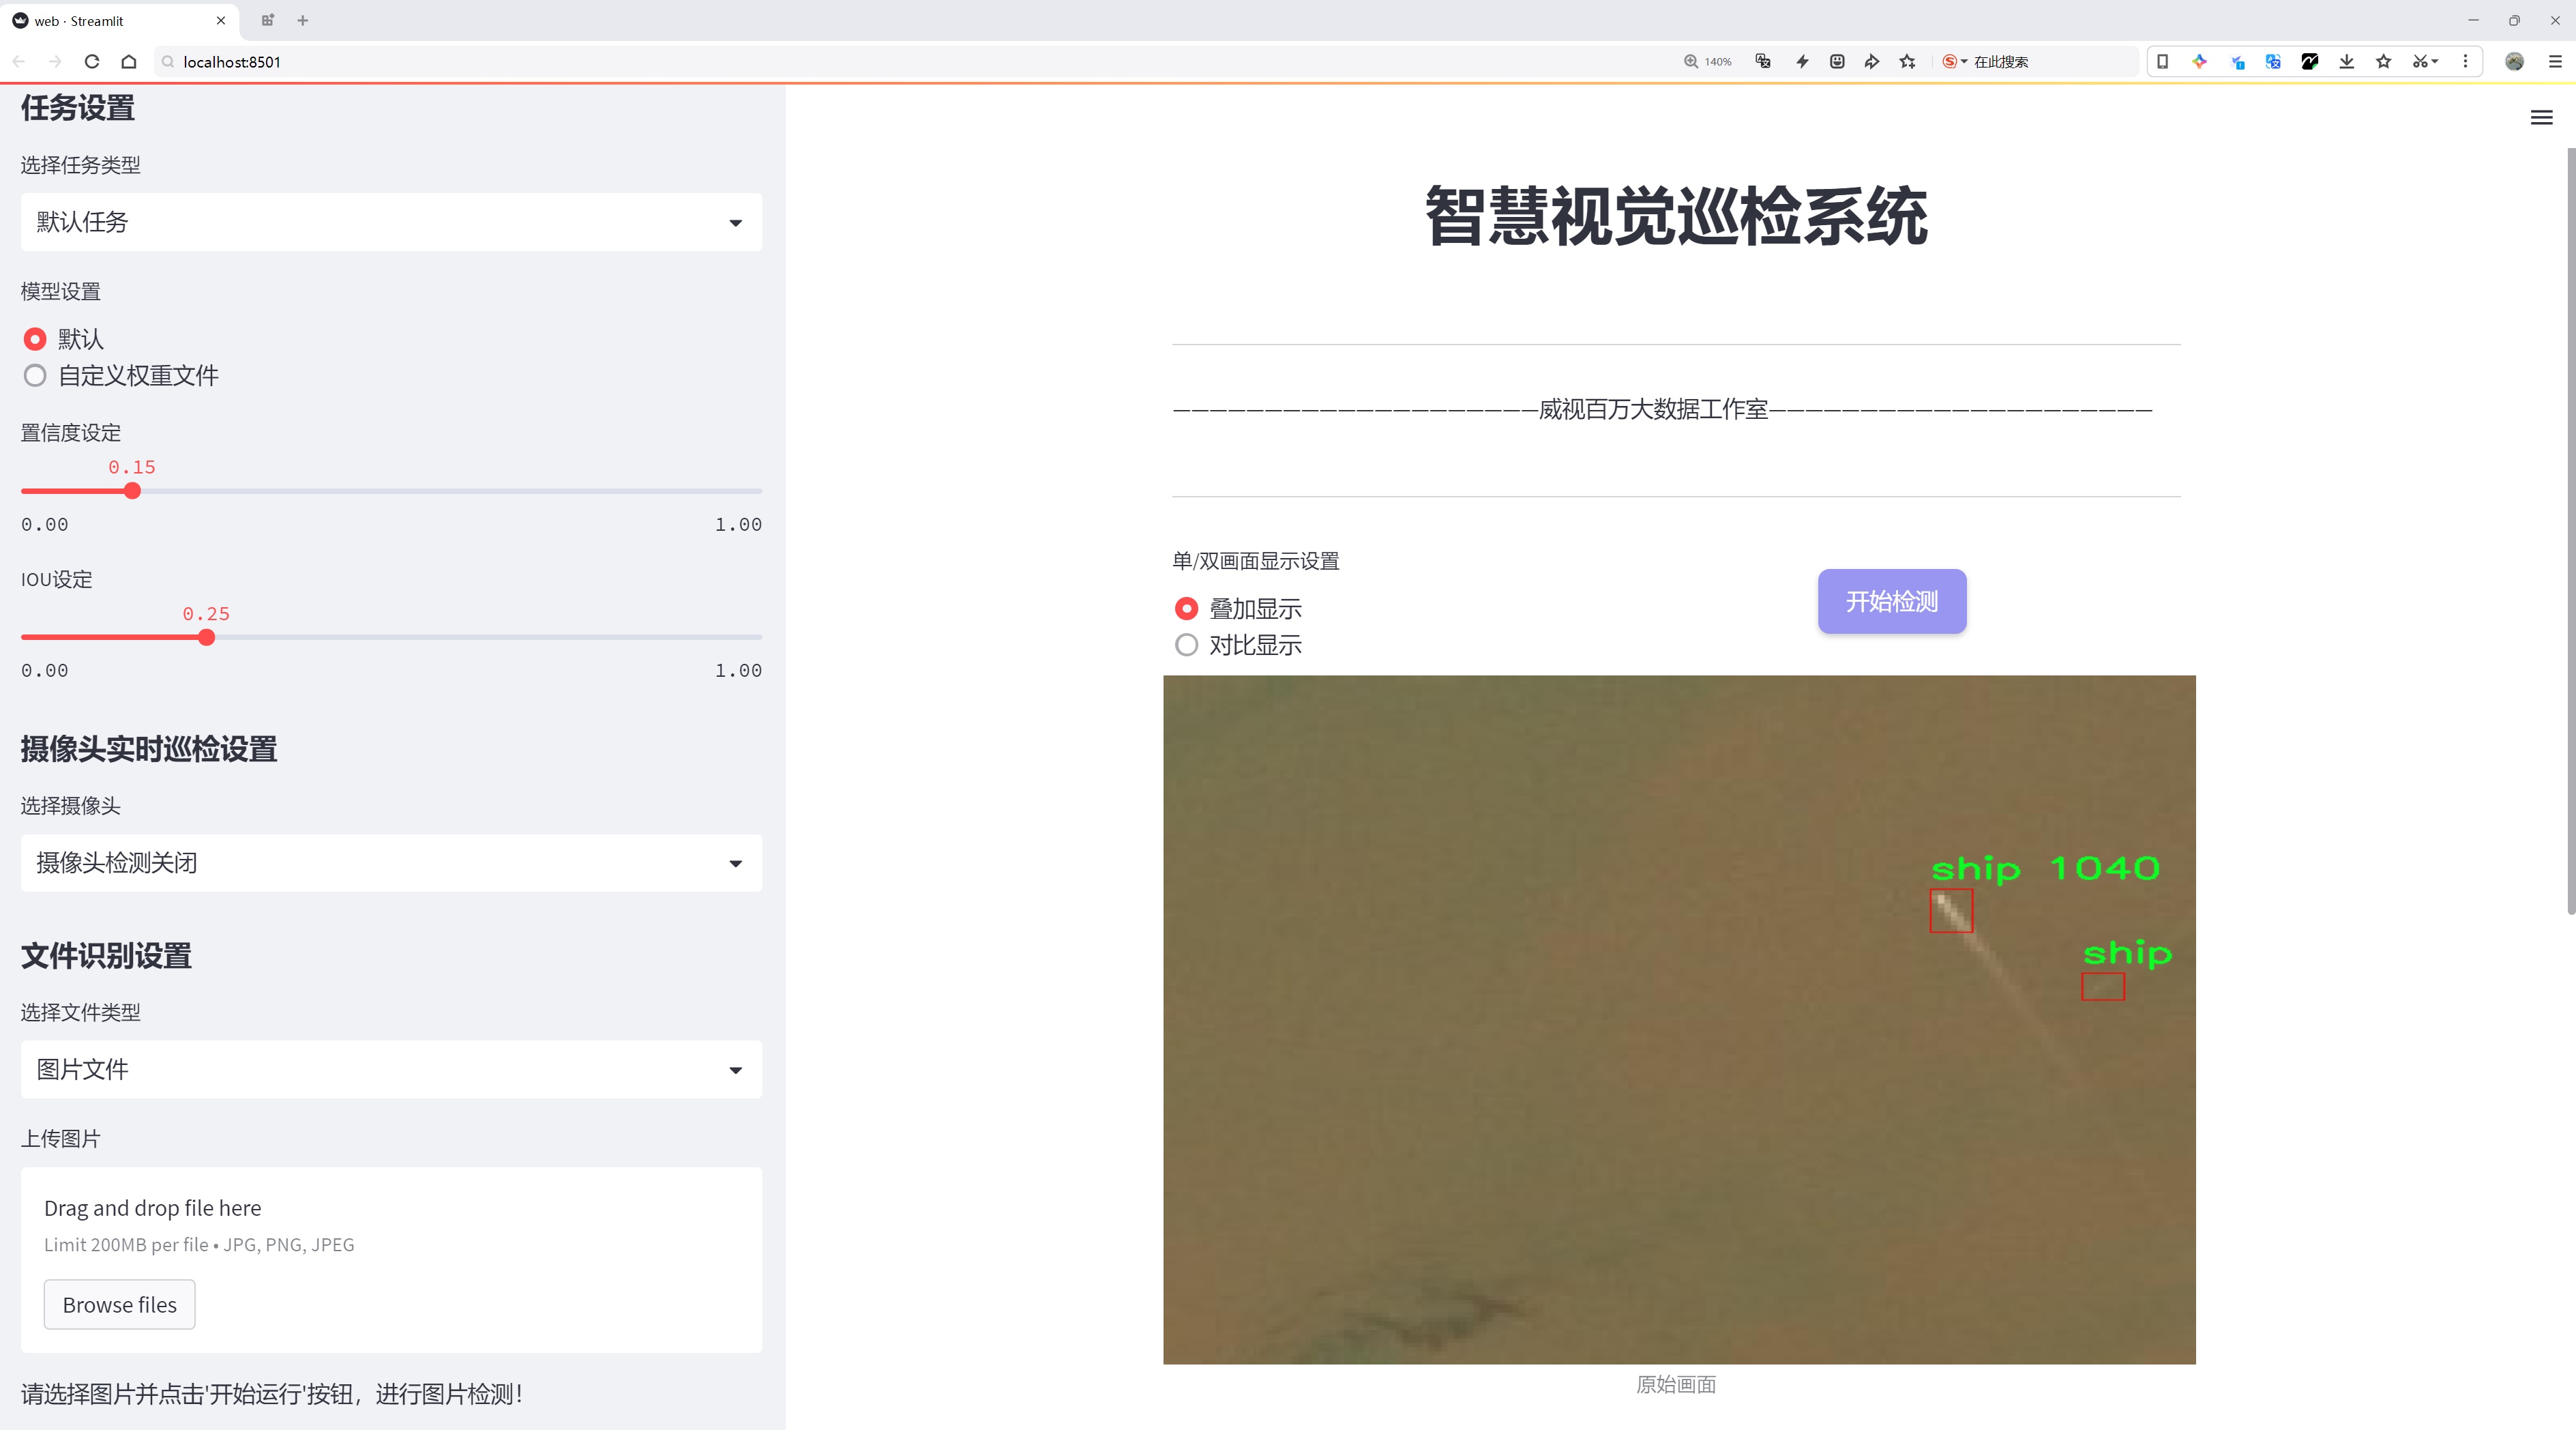 web · Streamlit
localhost:8501
140%
在此搜索
任务设置
选择任务类型
默认任务
模型设置
默认
自定义权重文件
置信度设定
0.15
0.00
1.00
IOU设定
0.25
0.00
1.00
摄像头实时巡检设置
选择摄像头
摄像头检测关闭
文件识别设置
选择文件类型
图片文件
上传图片
Drag and drop file here
Limit 200MB per file • JPG, PNG, JPEG
Browse files
请选择图片并点击'开始运行'按钮，进行图片检测！
智慧视觉巡检系统
————————————————————威视百万大数据工作室—————————————————————
单/双画面显示设置
叠加显示
对比显示
开始检测
ship 1040
ship
原始画面